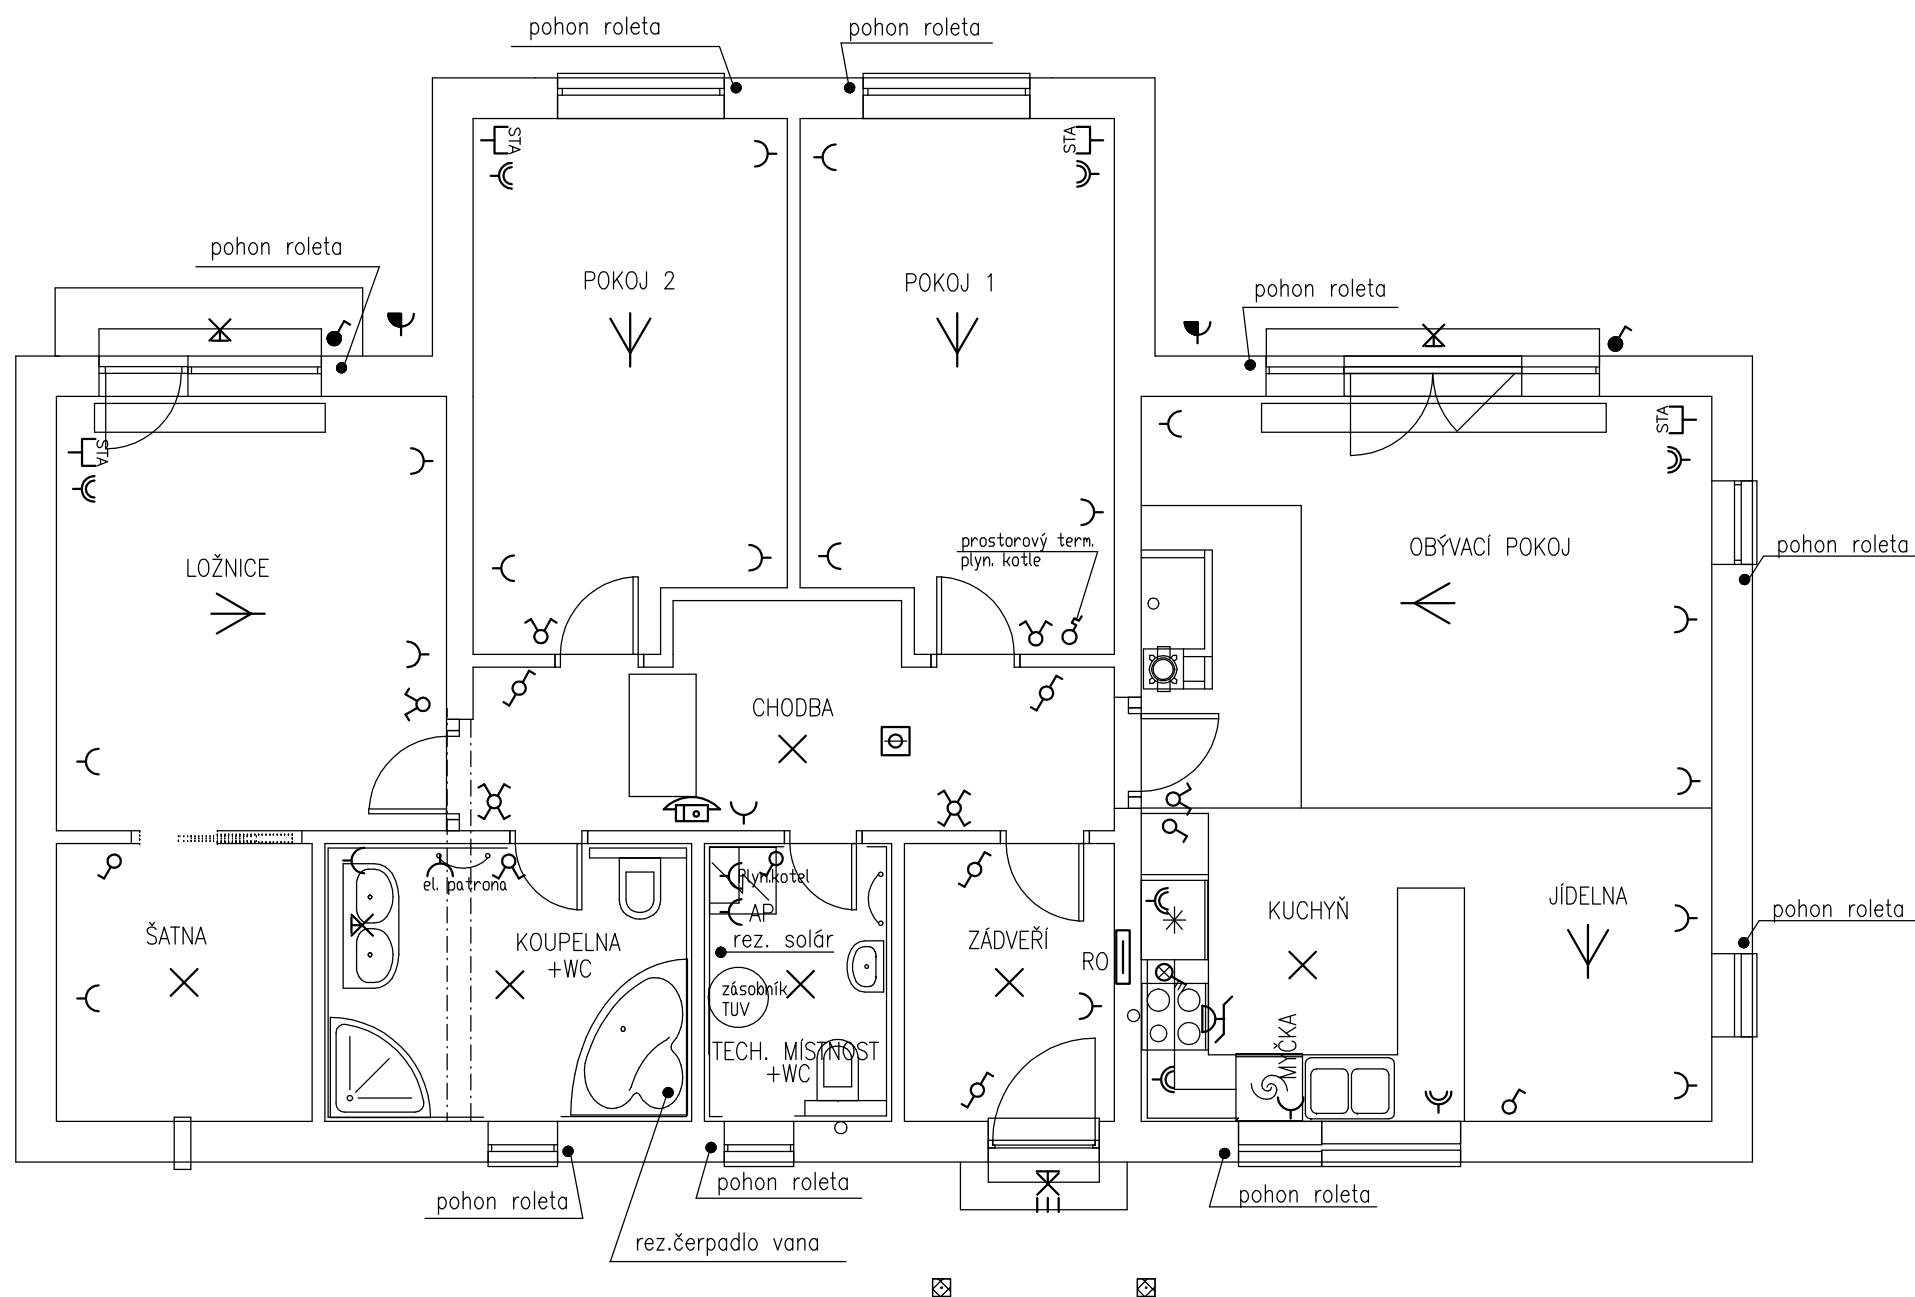 pohon roleta
pohon roleta
STA
STA
pohon roleta
POKOJ 2
POKOJ 1
pohon roleta
STA
STA
prostorový term.
plyn. kotle
OBÝVACÍ POKOJ
pohon roleta
LOŽNICE
CHODBA
el. patrona
Plyn.kotel
AP
ŠATNA
KOUPELNA
+WC
rez. solár
ZÁDVEŘÍ
RO
KUCHYŇ
JÍDELNA
pohon roleta
zásobník
TUV
TECH. MÍSTNOST
+WC
MYČKA
pohon roleta
pohon roleta
pohon roleta
rez.čerpadlo vana